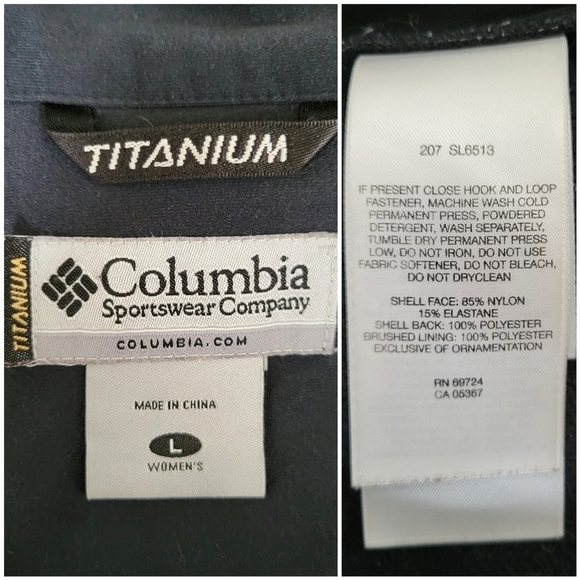 TITANIUM
TITANIUM
Columbia
Sportswear Company
COLUMBIA.COM
MADE IN CHINA
L
WOMEN'S
207 SL6513
IF PRESENT CLOSE HOOK AND LOOP
FASTENER, MACHINE WASH COLD
PERMANENT PRESS, POWDERED
DETERGENT, WASH SEPARATELY,
TUMBLE DRY PERMANENT PRESS
LOW, DO NOT IRON, DO NOT USE
FABRIC SOFTENER, DO NOT BLEACH,
DO NOT DRYCLEAN
SHELL FACE: 85% NYLON
15% ELASTANE
SHELL BACK: 100% POLYESTER
BRUSHED LINING: 100% POLYESTER
EXCLUSIVE OF ORNAMENTATION
RN 69724
CA 05367